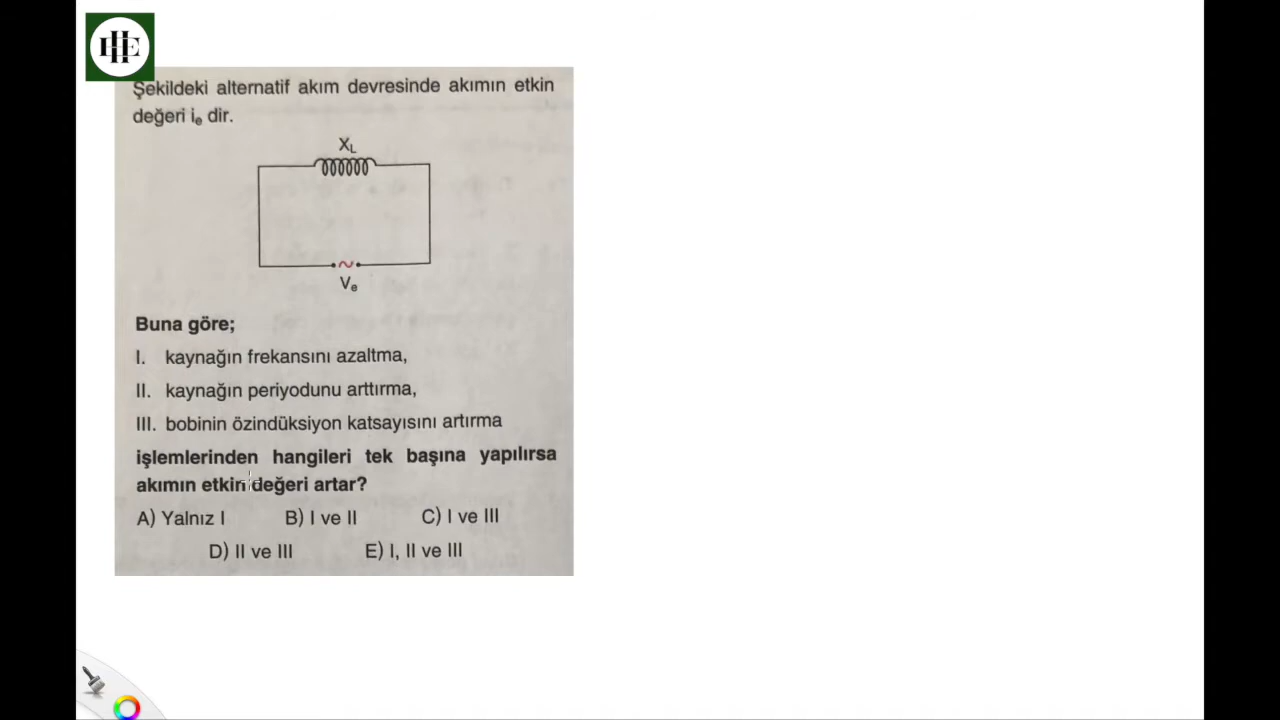 Şekildeki alternatif akım devresinde akımın etkin
değeri iₑ dir.
X_L
~
Vₑ
Buna göre;
I. kaynağın frekansını azaltma,
II. kaynağın periyodunu arttırma,
III. bobinin özindüksiyon katsayısını artırma
işlemlerinden hangileri tek başına yapılırsa
akımın etkin değeri artar?
A) Yalnız I B) I ve II C) I ve III
D) II ve III E) I, II ve III